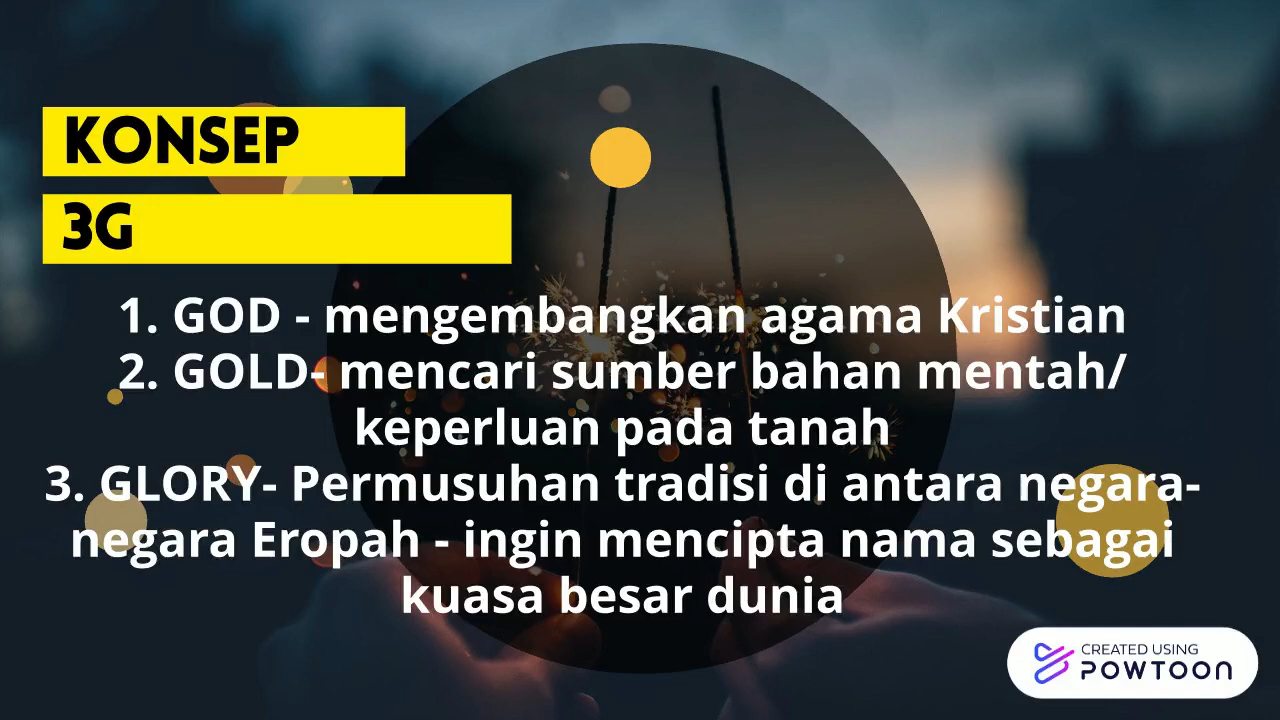 KONSEP
3G
1. GOD - mengembangkan agama Kristian
2. GOLD- mencari sumber bahan mentah/
keperluan pada tanah
3. GLORY- Permusuhan tradisi di antara negara-
negara Eropah - ingin mencipta nama sebagai
kuasa besar dunia
CREATED USING
POWTOON